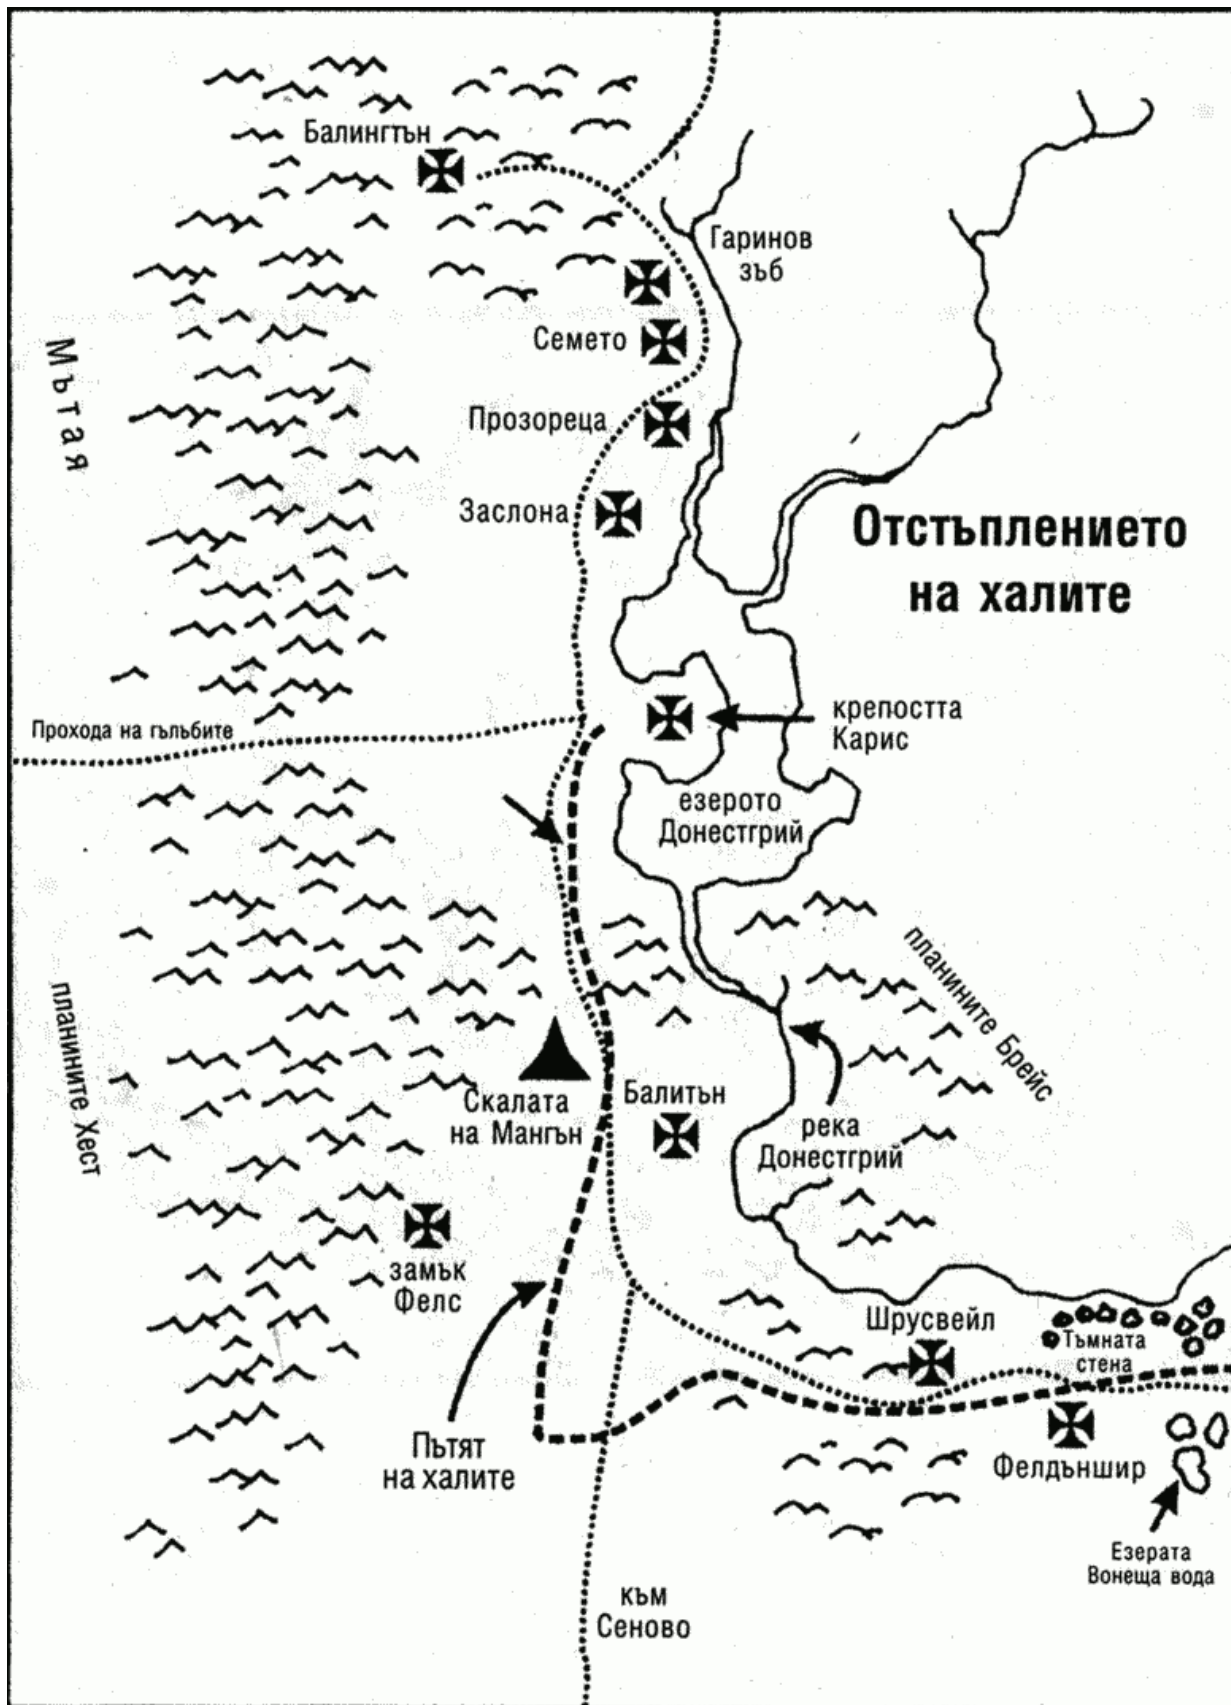 Балингтън
Гаринов
зъб
Семето
Мътая
Прозореца
Заслона
Отстъплението
на халите
Прохода на гълъбите
крепостта
Карис
езерото
Донестгрий
планините Брейс
планините Хест
Скалата
на Мангън
Балитън
река
Донестгрий
замък
Фелс
Шрусвейл
Тъмната
стена
Пътят
на халите
Фелдъншир
Езерата
Вонеща вода
към
Сеново